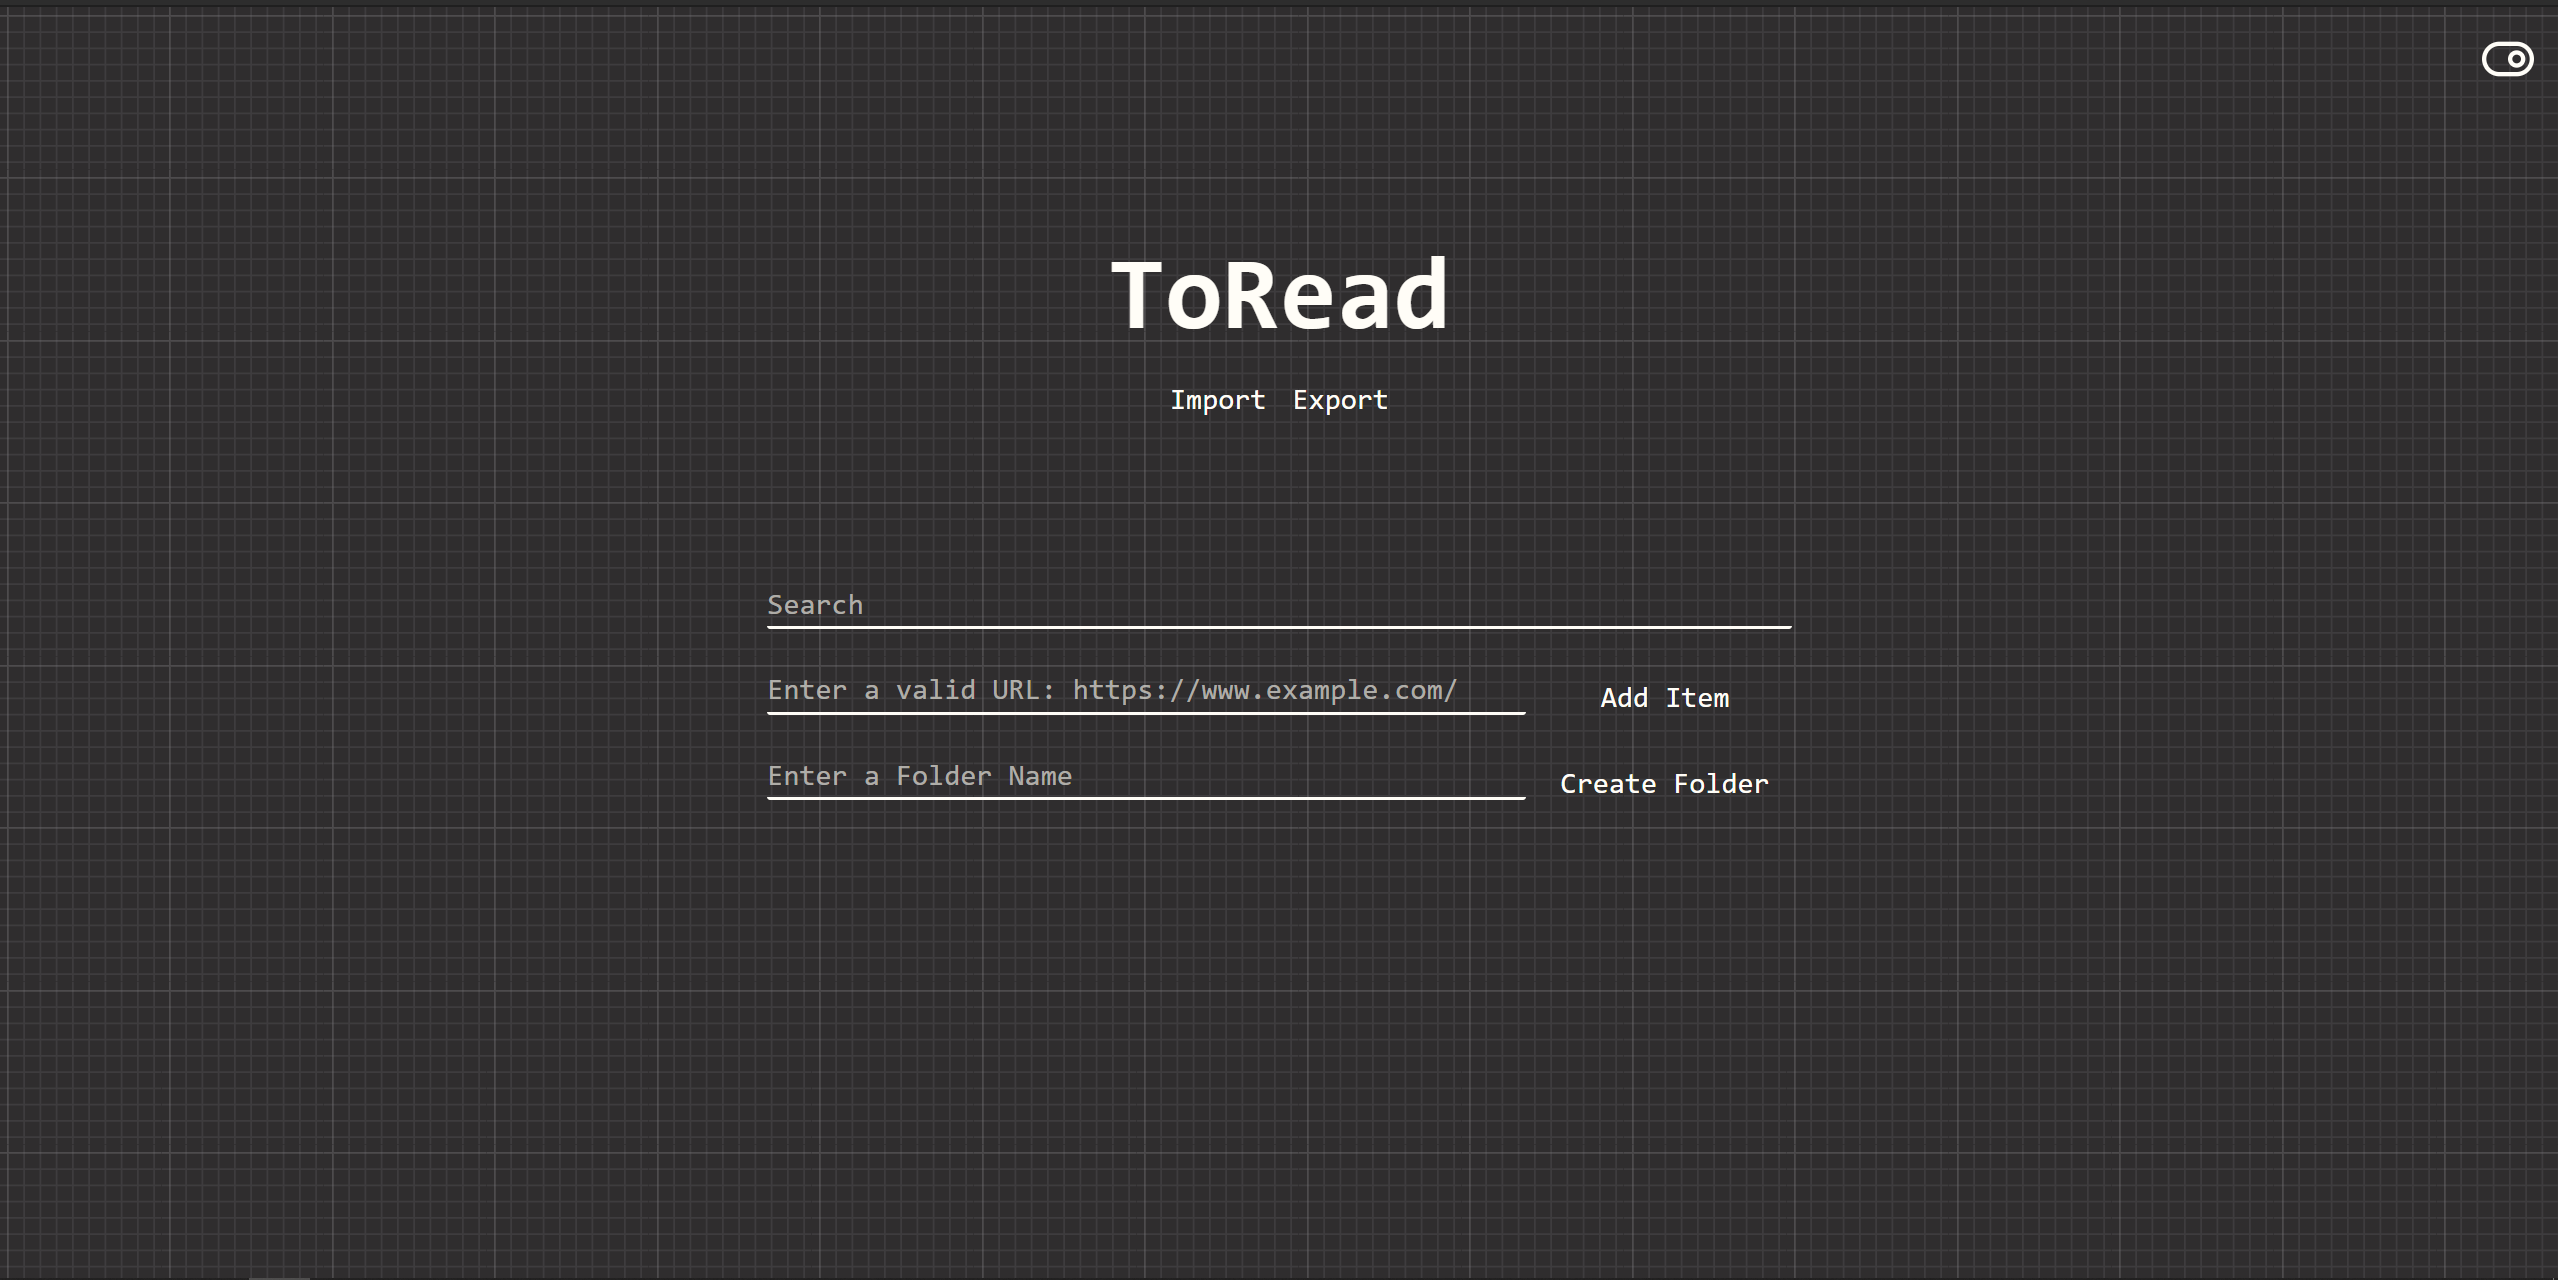 ToRead
Import Export
Search
Enter a valid URL: https://www.example.com/ Add Item
Enter a Folder Name Create Folder